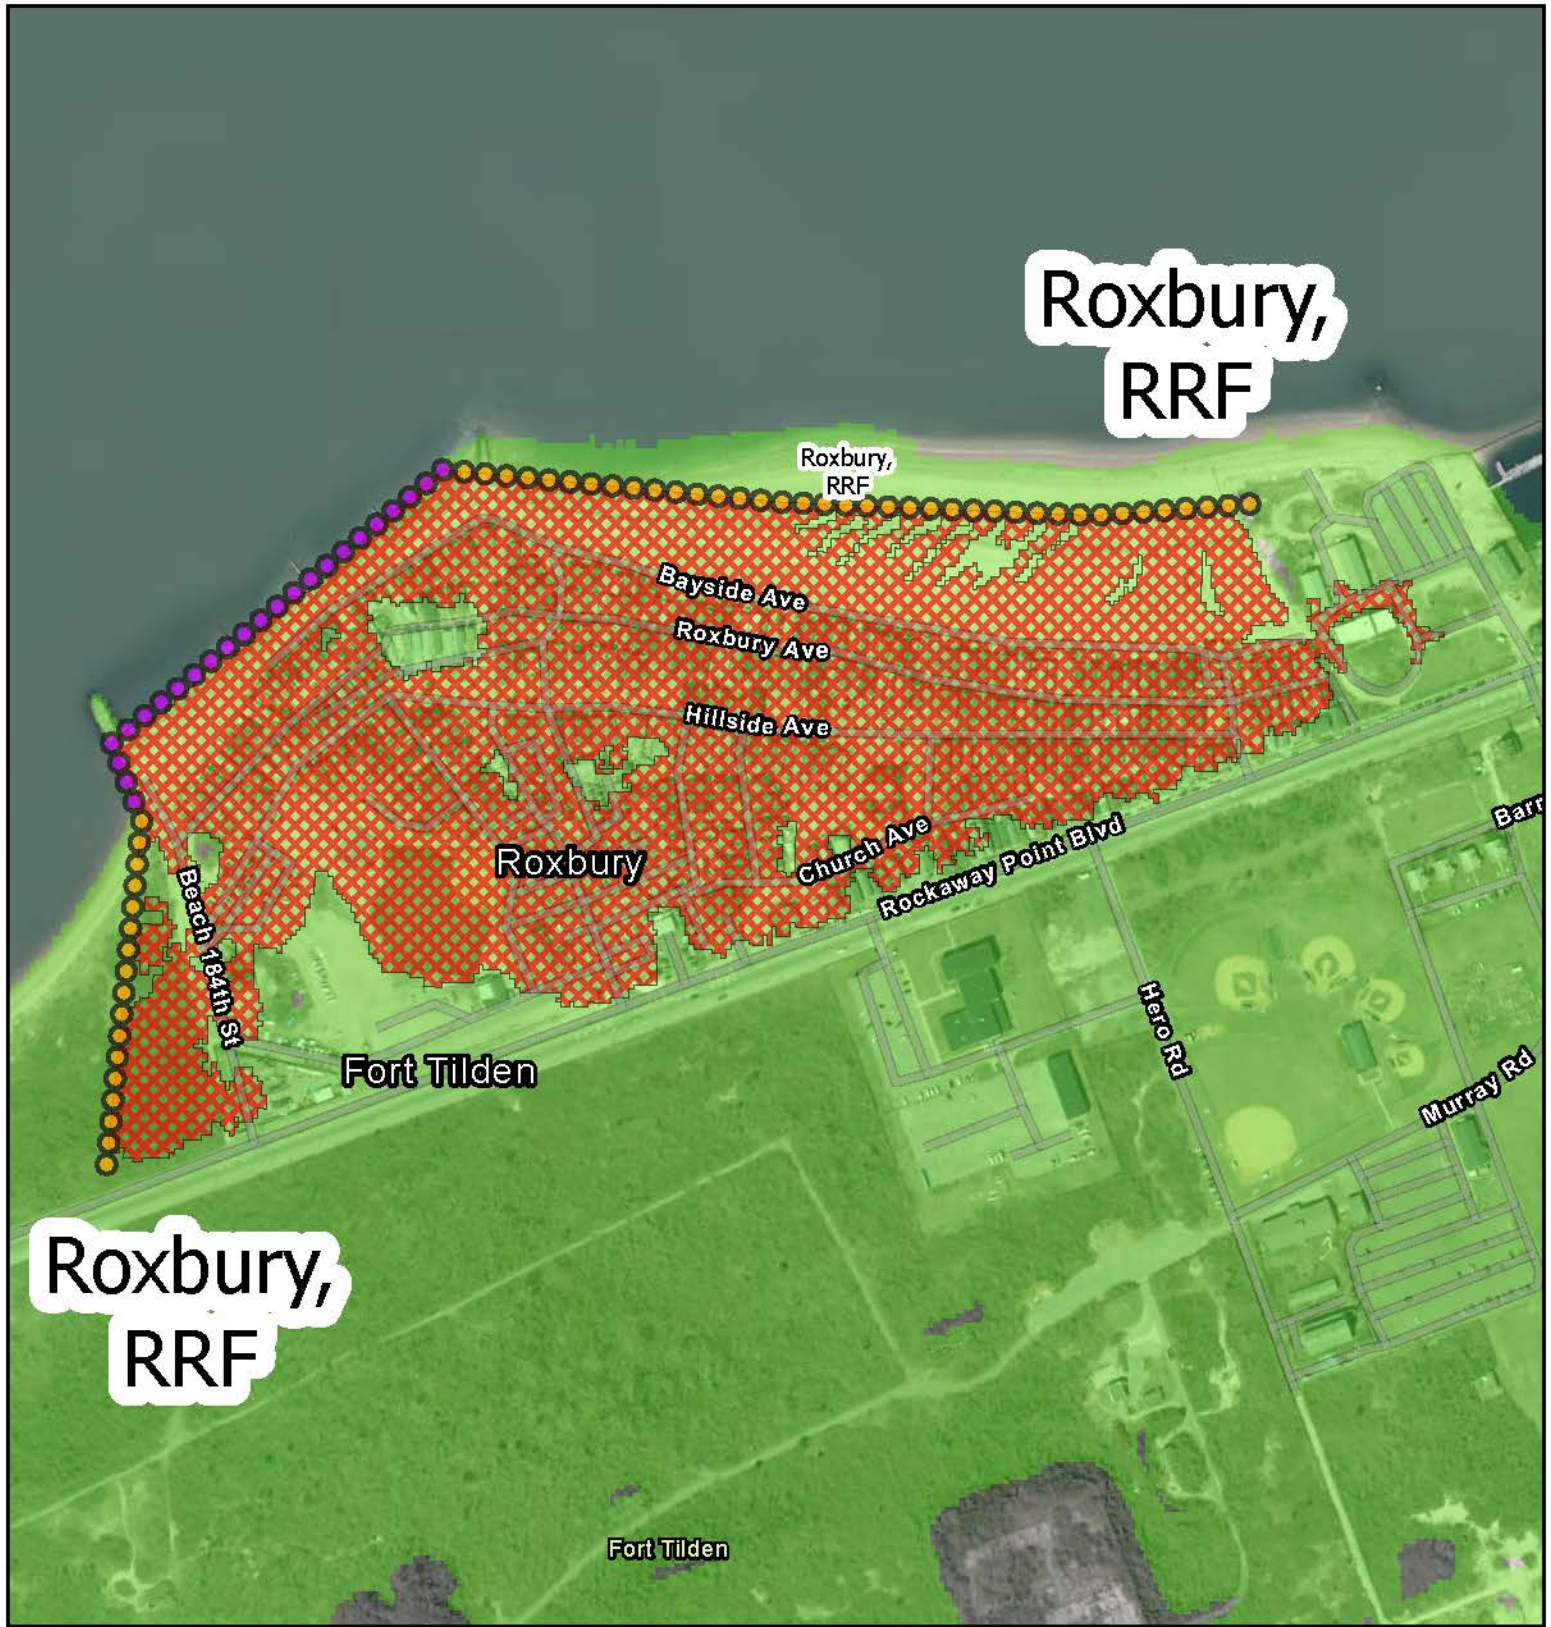 Roxbury,
RRF
Roxbury,
RRF
Bayside Ave
Roxbury Ave
Hillside Ave
Barr
Church Ave
Rockaway Point Blvd
Roxbury
Beach 184th St
Hero Rd
Fort Tilden
Murray Rd
Roxbury,
RRF
Fort Tilden